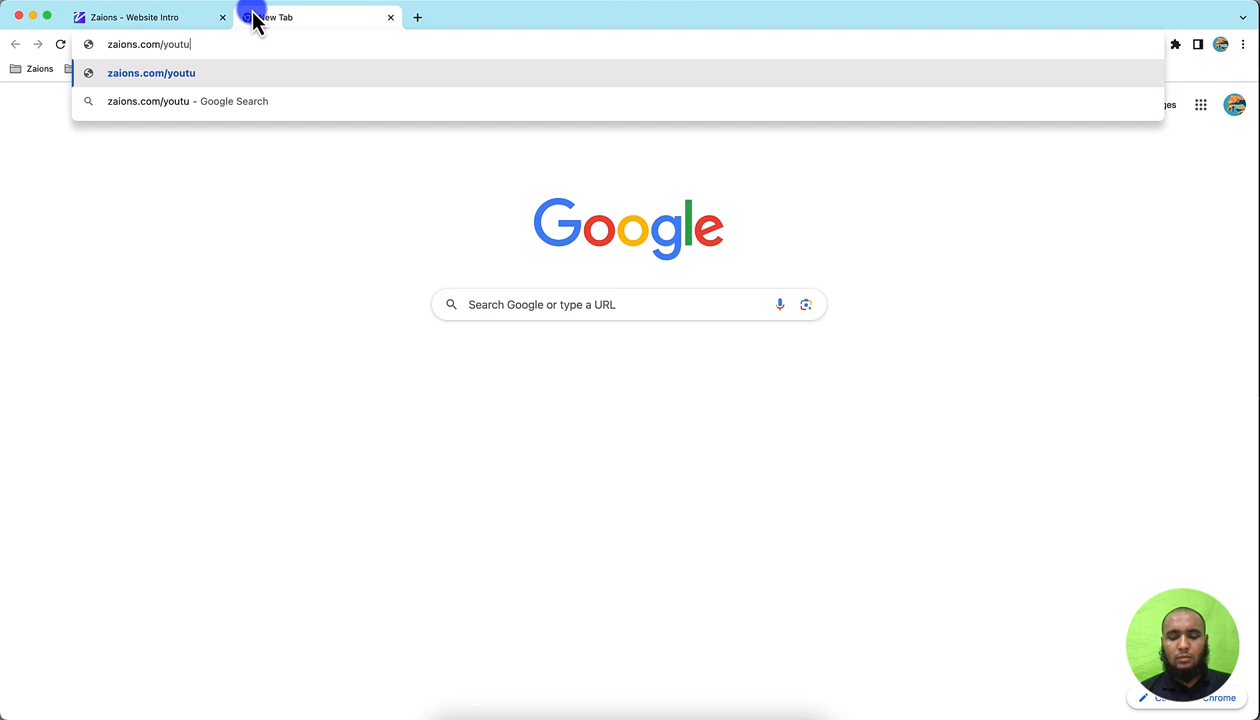 Zaions - Website Intro
New Tab
zaions.com/youtu
Zaions
zaions.com/youtu
zaions.com/youtu - Google Search
Google
Search Google or type a URL